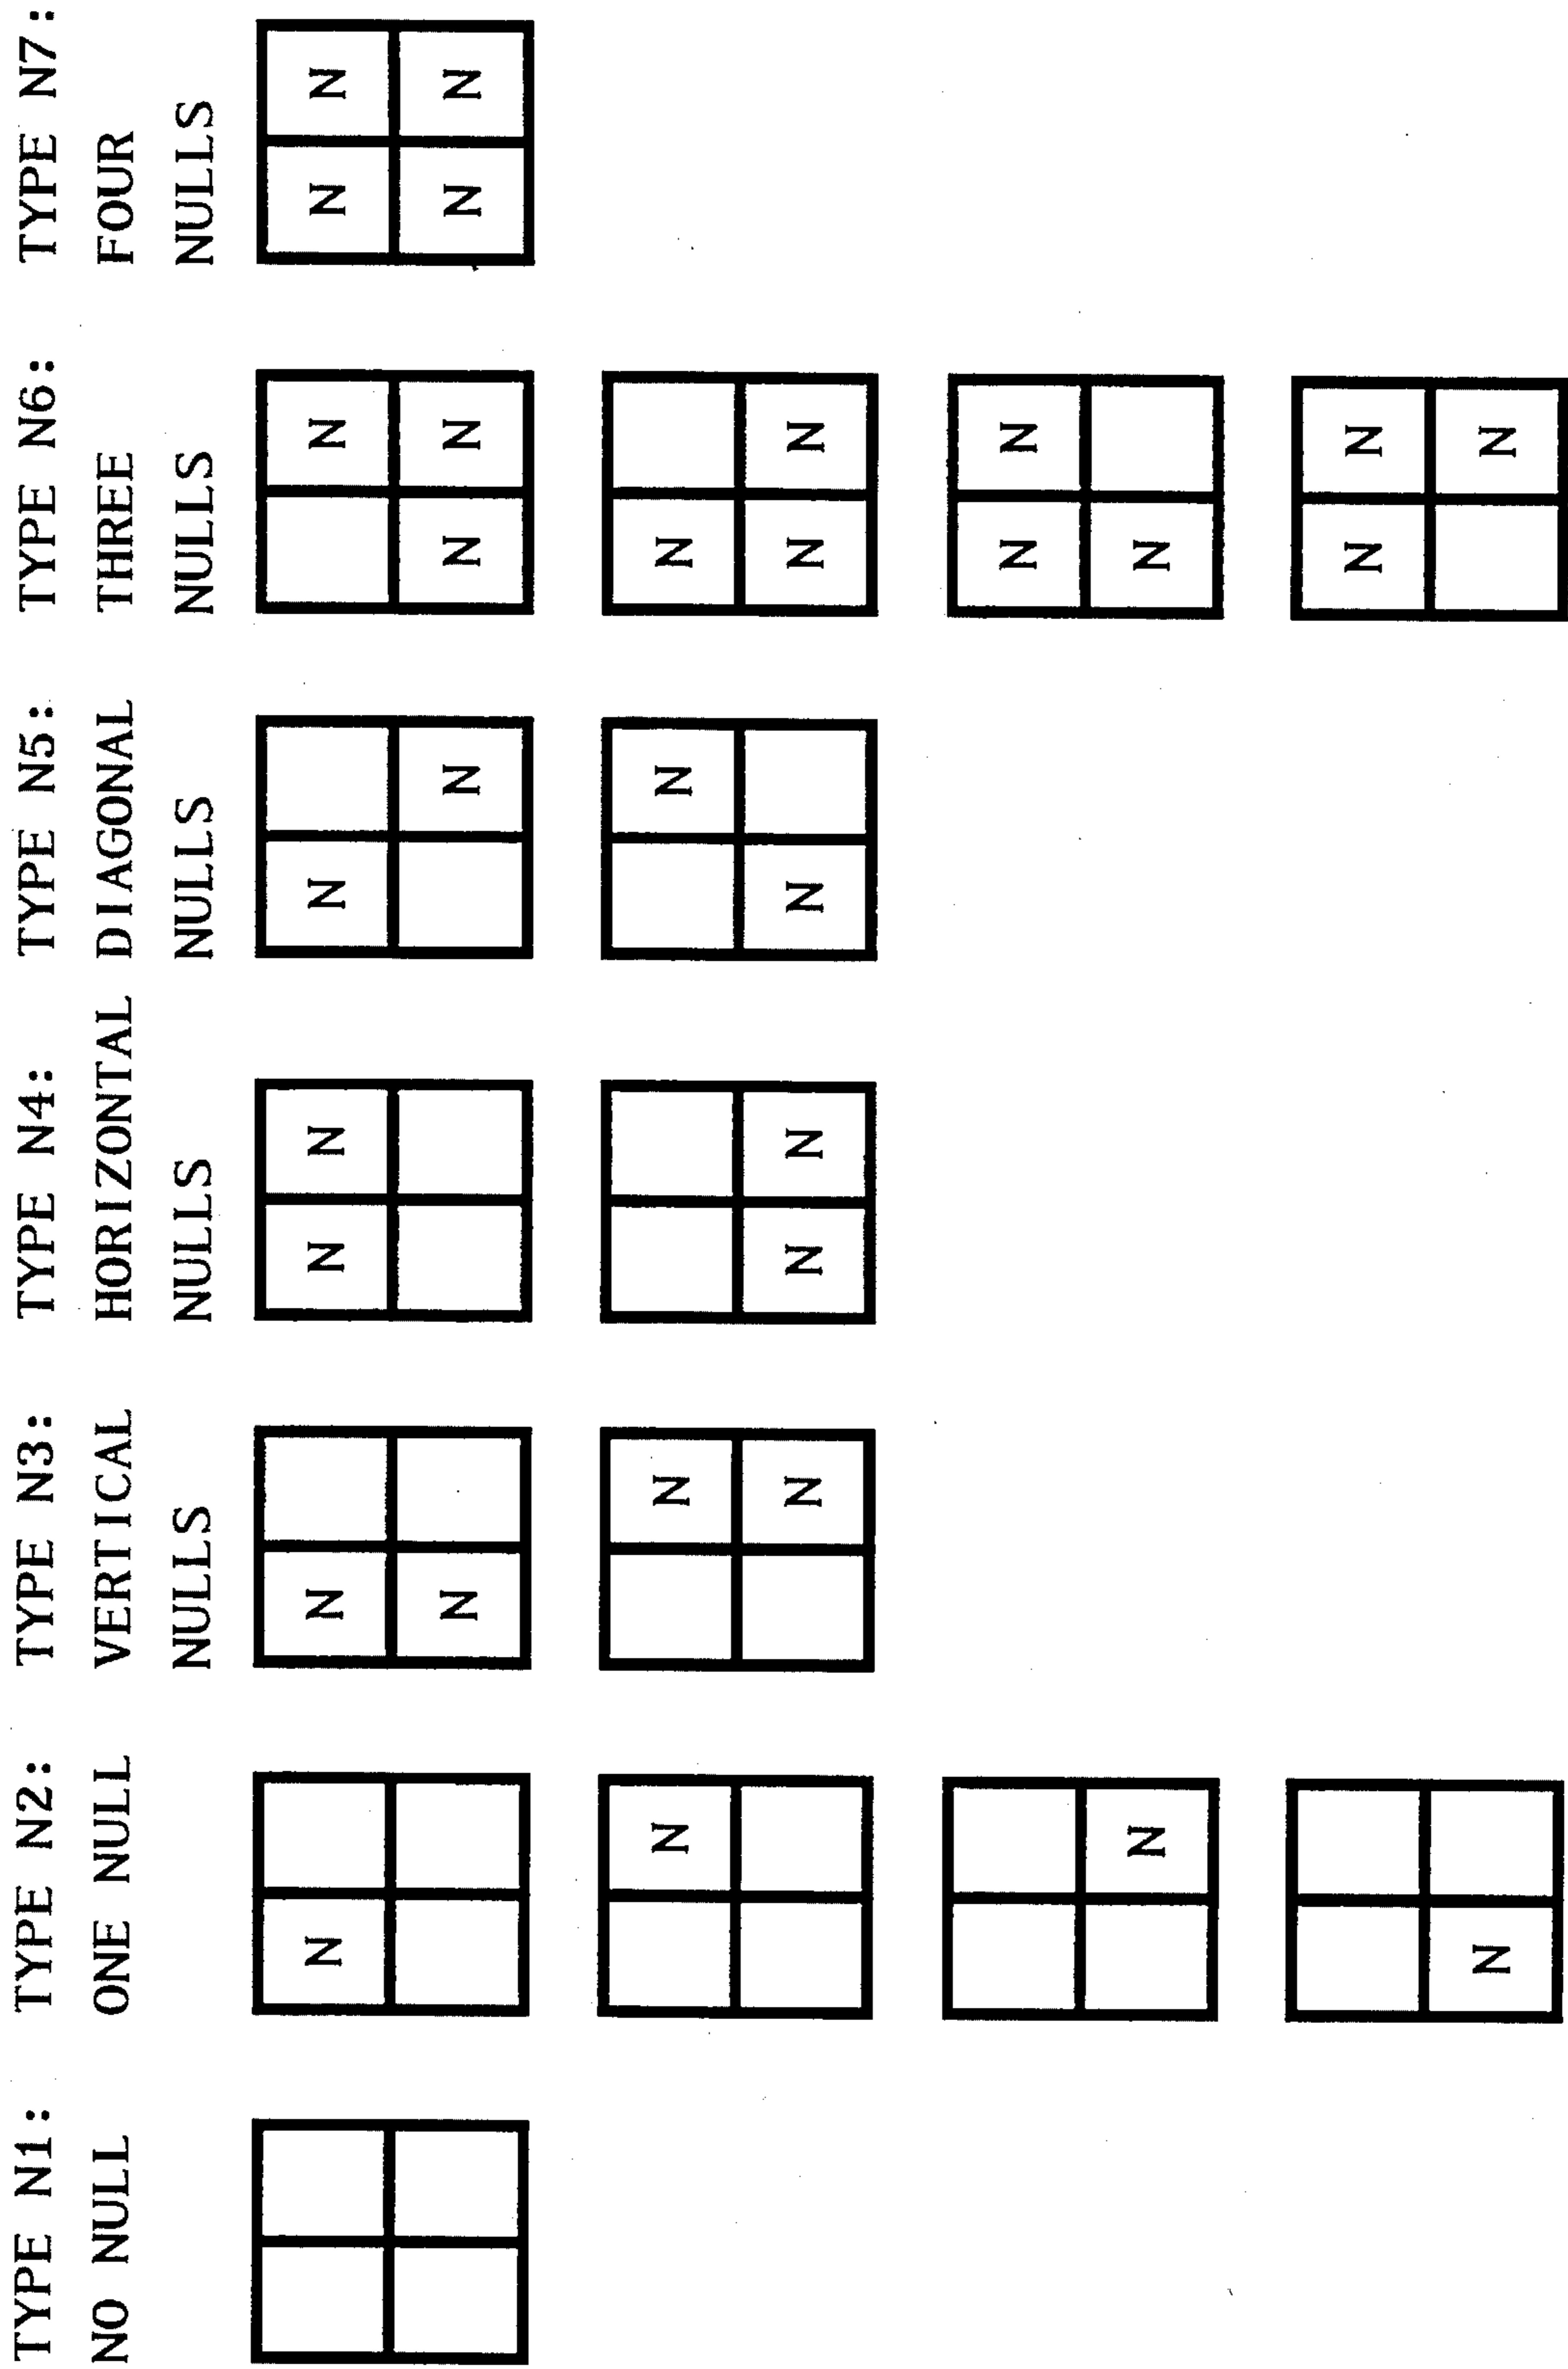 TYPE N1: TYPE N2: TYPE N3: TYPE N4: TYPE N5: TYPE N6: TYPE N7:
NO NULL ONE NULL VERTICAL HORIZONTAL DIAGONAL THREE FOUR
NULLS NULLS NULLS NULLS NULLS
N N N N N N N N
N N N N N N
N N N N
N N N N N N
N N
N N
N N
N N